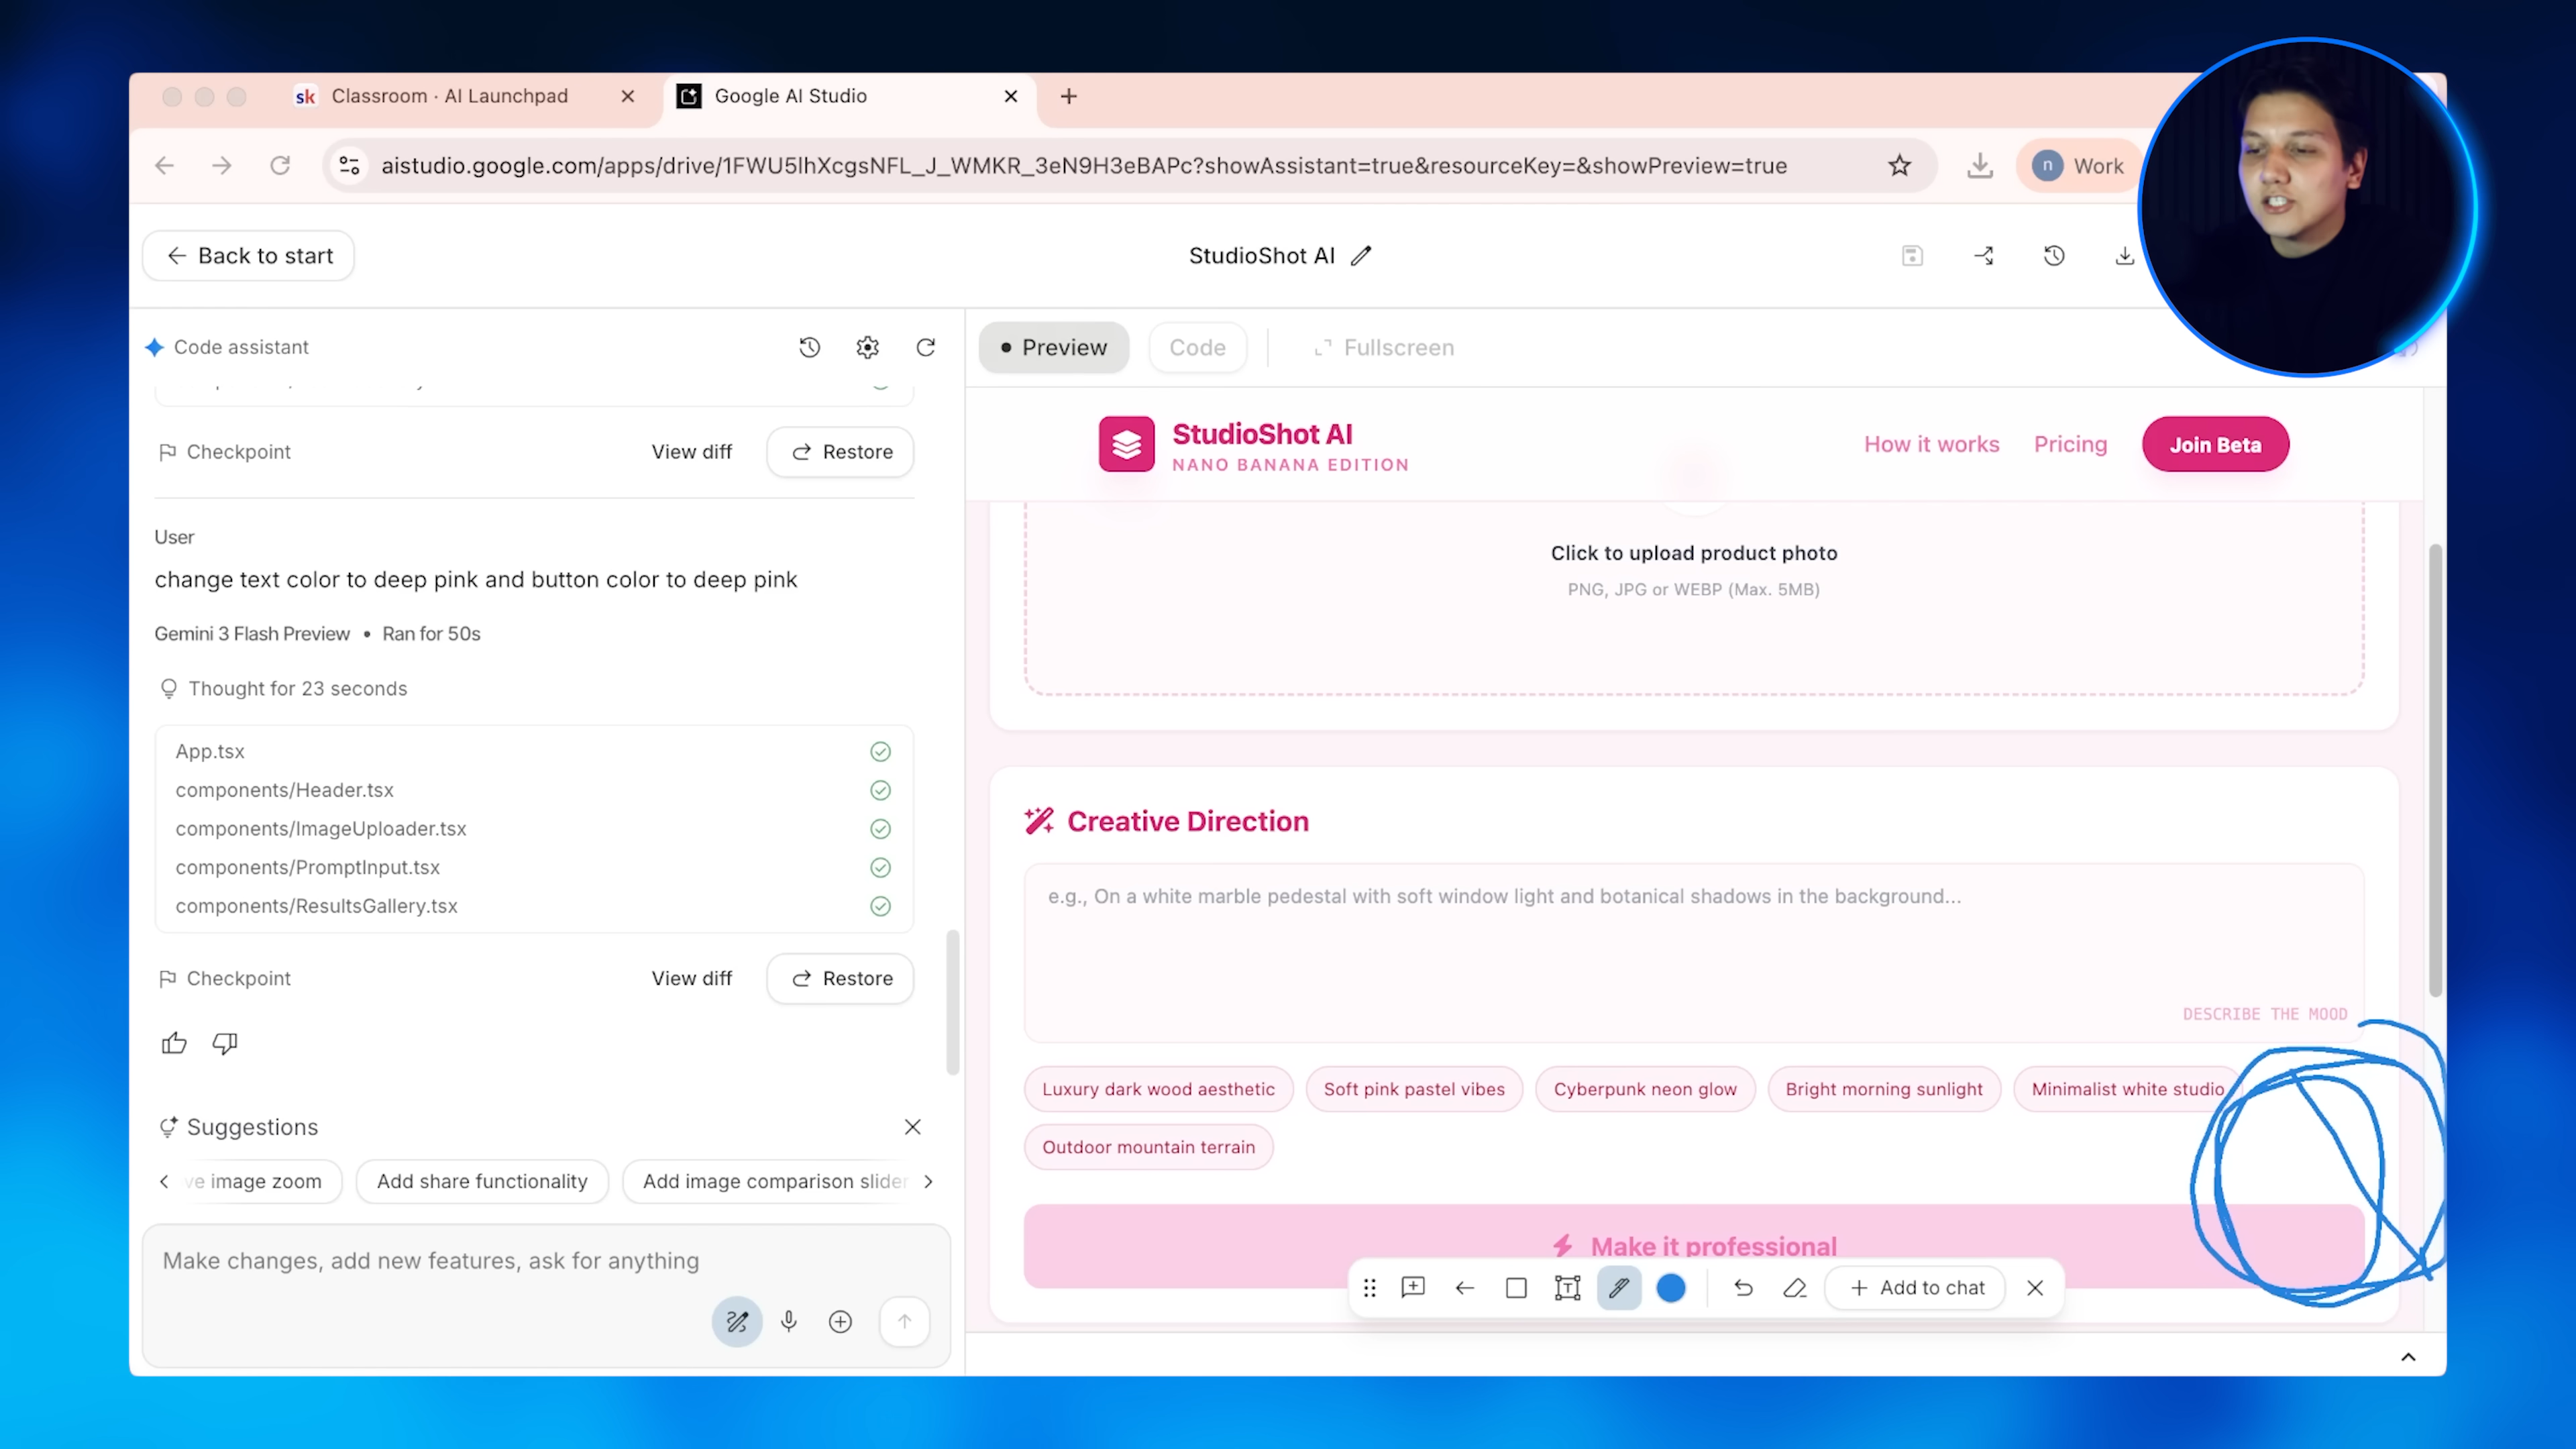 sk Classroom · AI Launchpad
Google AI Studio
aistudio.google.com/apps/drive/1FWU5lhXcgsNFL_J_WMKR_3eN9H3eBAPc?showAssistant=true&resourceKey=&showPreview=true
n Work
Back to start
StudioShot AI
Code assistant
Preview
Code
Fullscreen
Checkpoint
View diff
Restore
User
change text color to deep pink and button color to deep pink
Gemini 3 Flash Preview • Ran for 50s
Thought for 23 seconds
App.tsx
components/Header.tsx
components/ImageUploader.tsx
components/PromptInput.tsx
components/ResultsGallery.tsx
Checkpoint
View diff
Restore
Suggestions
ve image zoom
Add share functionality
Add image comparison slider
Make changes, add new features, ask for anything
StudioShot AI
NANO BANANA EDITION
How it works
Pricing
Join Beta
Click to upload product photo
PNG, JPG or WEBP (Max. 5MB)
Creative Direction
e.g., On a white marble pedestal with soft window light and botanical shadows in the background...
DESCRIBE THE MOOD
Luxury dark wood aesthetic
Soft pink pastel vibes
Cyberpunk neon glow
Bright morning sunlight
Minimalist white studio
Outdoor mountain terrain
Make it professional
T
Add to chat